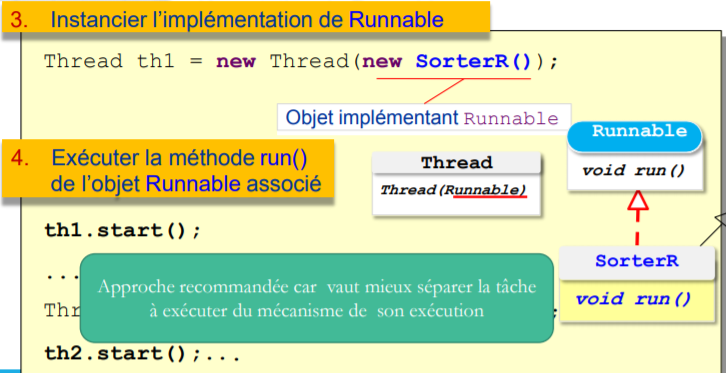 3. Instancier l'implémentation de Runnable
Thread th1 = new Thread(new SorterR());
Objet implémentant Runnable
Runnable
void run()
4. Exécuter la méthode run()
de l'objet Runnable associé
Thread
Thread(Runnable)
th1.start();
SorterR
void run()
...
Approche recommandée car vaut mieux séparer la tâche
à exécuter du mécanisme de son exécution
;
th2.start();...